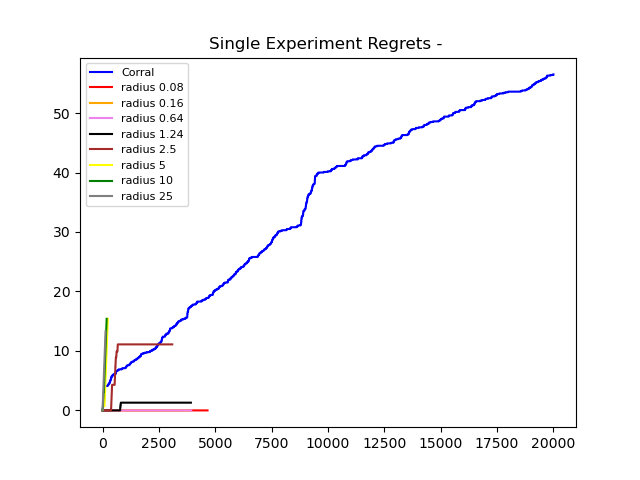 Single Experiment Regrets -
Corral
radius 0.08
radius 0.16
radius 0.64
radius 1.24
radius 2.5
radius 5
radius 10
radius 25
50
40
30
20
10
0
0 2500 5000 7500 10000 12500 15000 17500 20000